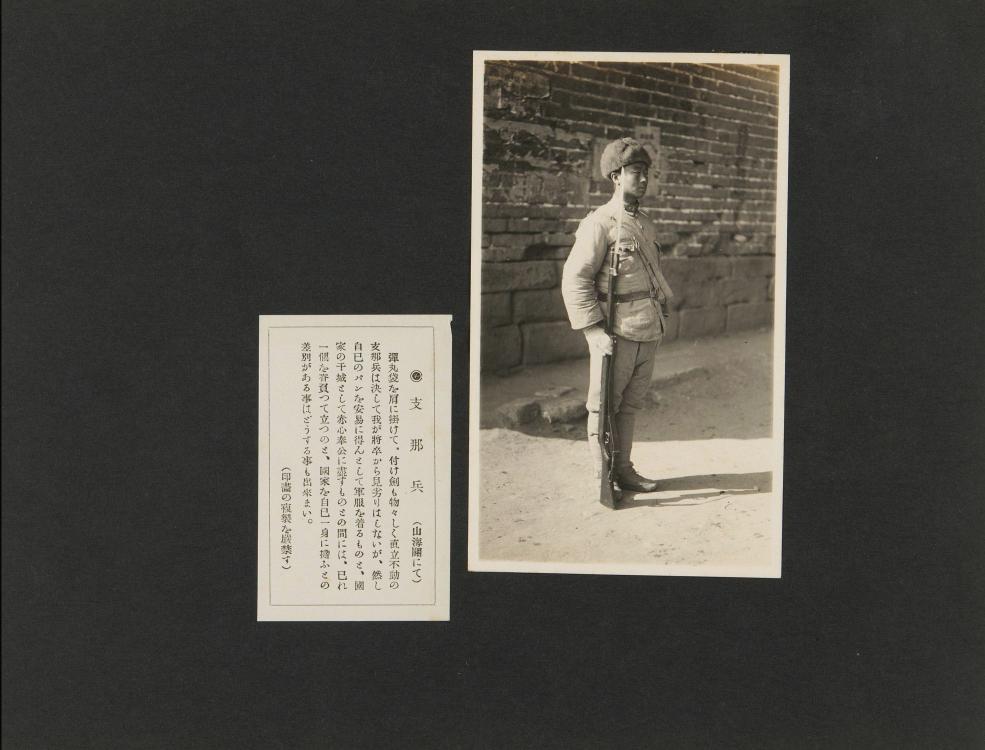 支那兵 （山海關にて）
彈丸袋を肩に掛けて、付け劍も物々しく直立不動の
支那兵は決して我が將卒から見劣りはしないが、然し
自己のパンを安易に得んとして軍服を着るものと、國
家の干城として赤心奉公に盡すものとの間には、己れ
一個を背負つて立つのと、國家を自己一身に擔ふとの
差別がある事はどうする事も出來まい。
（印畵の複製を嚴禁す）